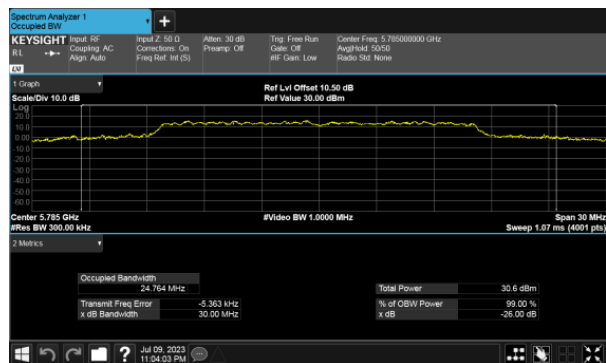 Spectrum Analyzer 1
Occupied BW
KEYSIGHT
R L
Input: RF
Coupling: AC
Align: Auto
Input Z: 50 Ω
Corrections: On
Freq Ref: Int (S)
Atten: 30 dB
Preamp: Off
Trig: Free Run
Gate: Off
#IF Gain: Low
Center Freq: 5.785000000 GHz
Avg|Hold: 50/50
Radio Std: None
LXI
1 Graph
Scale/Div 10.0 dB
Ref Lvl Offset 10.50 dB
Ref Value 30.00 dBm
Log
20.0
10.0
0.00
-10.0
-20.0
-30.0
-40.0
-50.0
-60.0
Center 5.785 GHz
#Res BW 300.00 kHz
#Video BW 1.0000 MHz
Span 30 MHz
Sweep 1.07 ms (4001 pts)
2 Metrics
Occupied Bandwidth
24.764 MHz
Transmit Freq Error -5.363 kHz
x dB Bandwidth 30.00 MHz
Total Power 30.6 dBm
% of OBW Power 99.00 %
x dB -26.00 dB
?
Jul 09, 2023
11:04:03 PM